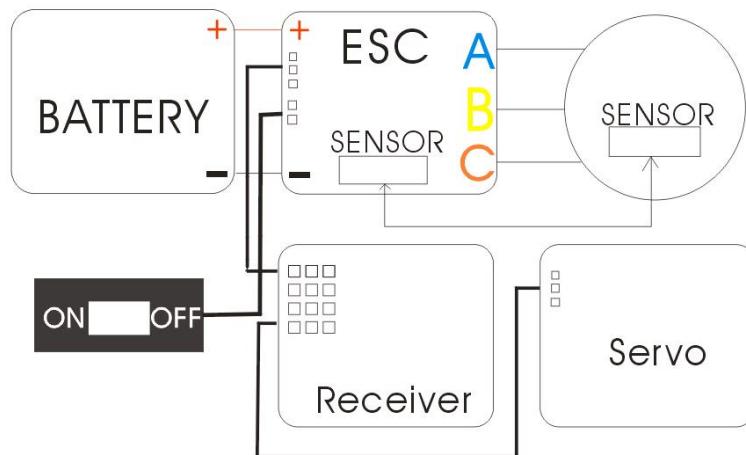 + + ESC A
BATTERY B SENSOR
SENSOR
- - C
ON OFF
Servo
Receiver